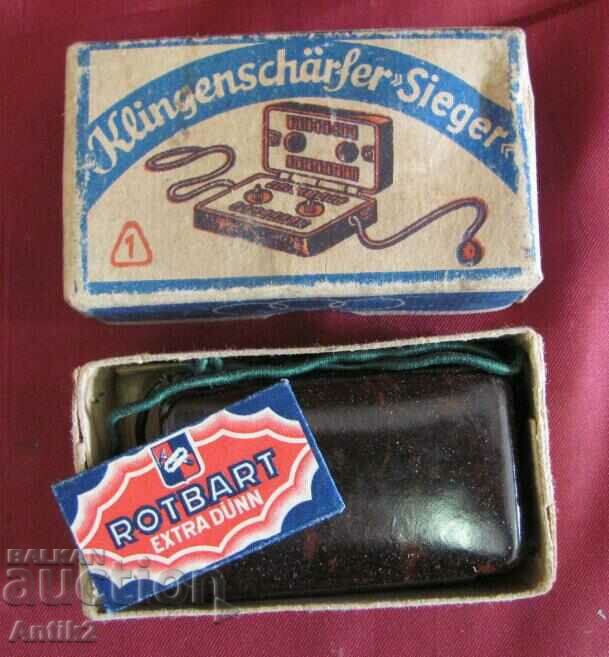 "Klingenschärfer »Sieger«
1
ROTBART
EXTRA DÜNN
BALKAN
auction
Antik2